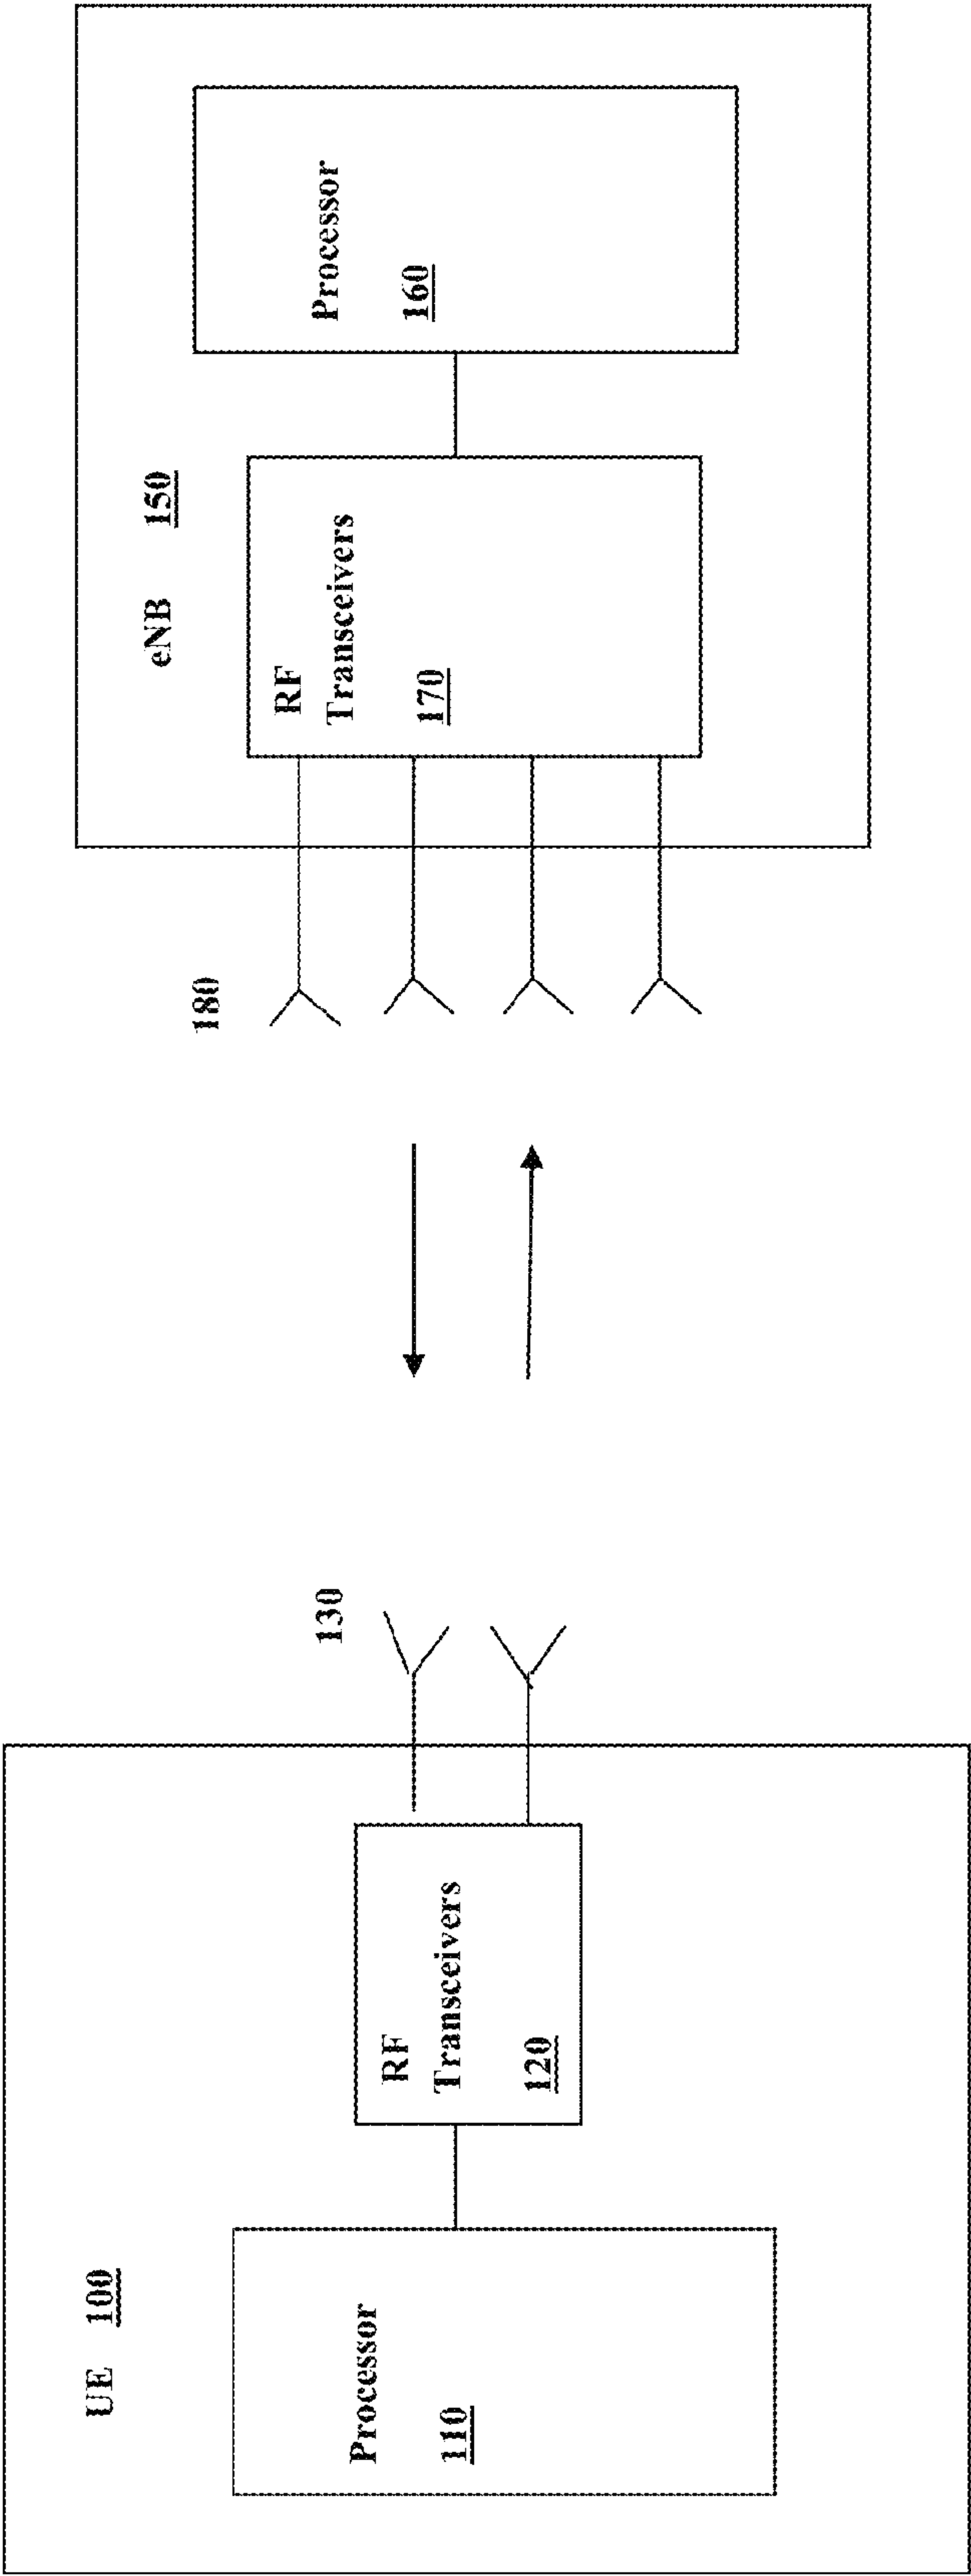 UE 100
Processor
110
RF
Transceivers
120
130
180
eNB 150
RF
Transceivers
170
Processor
160